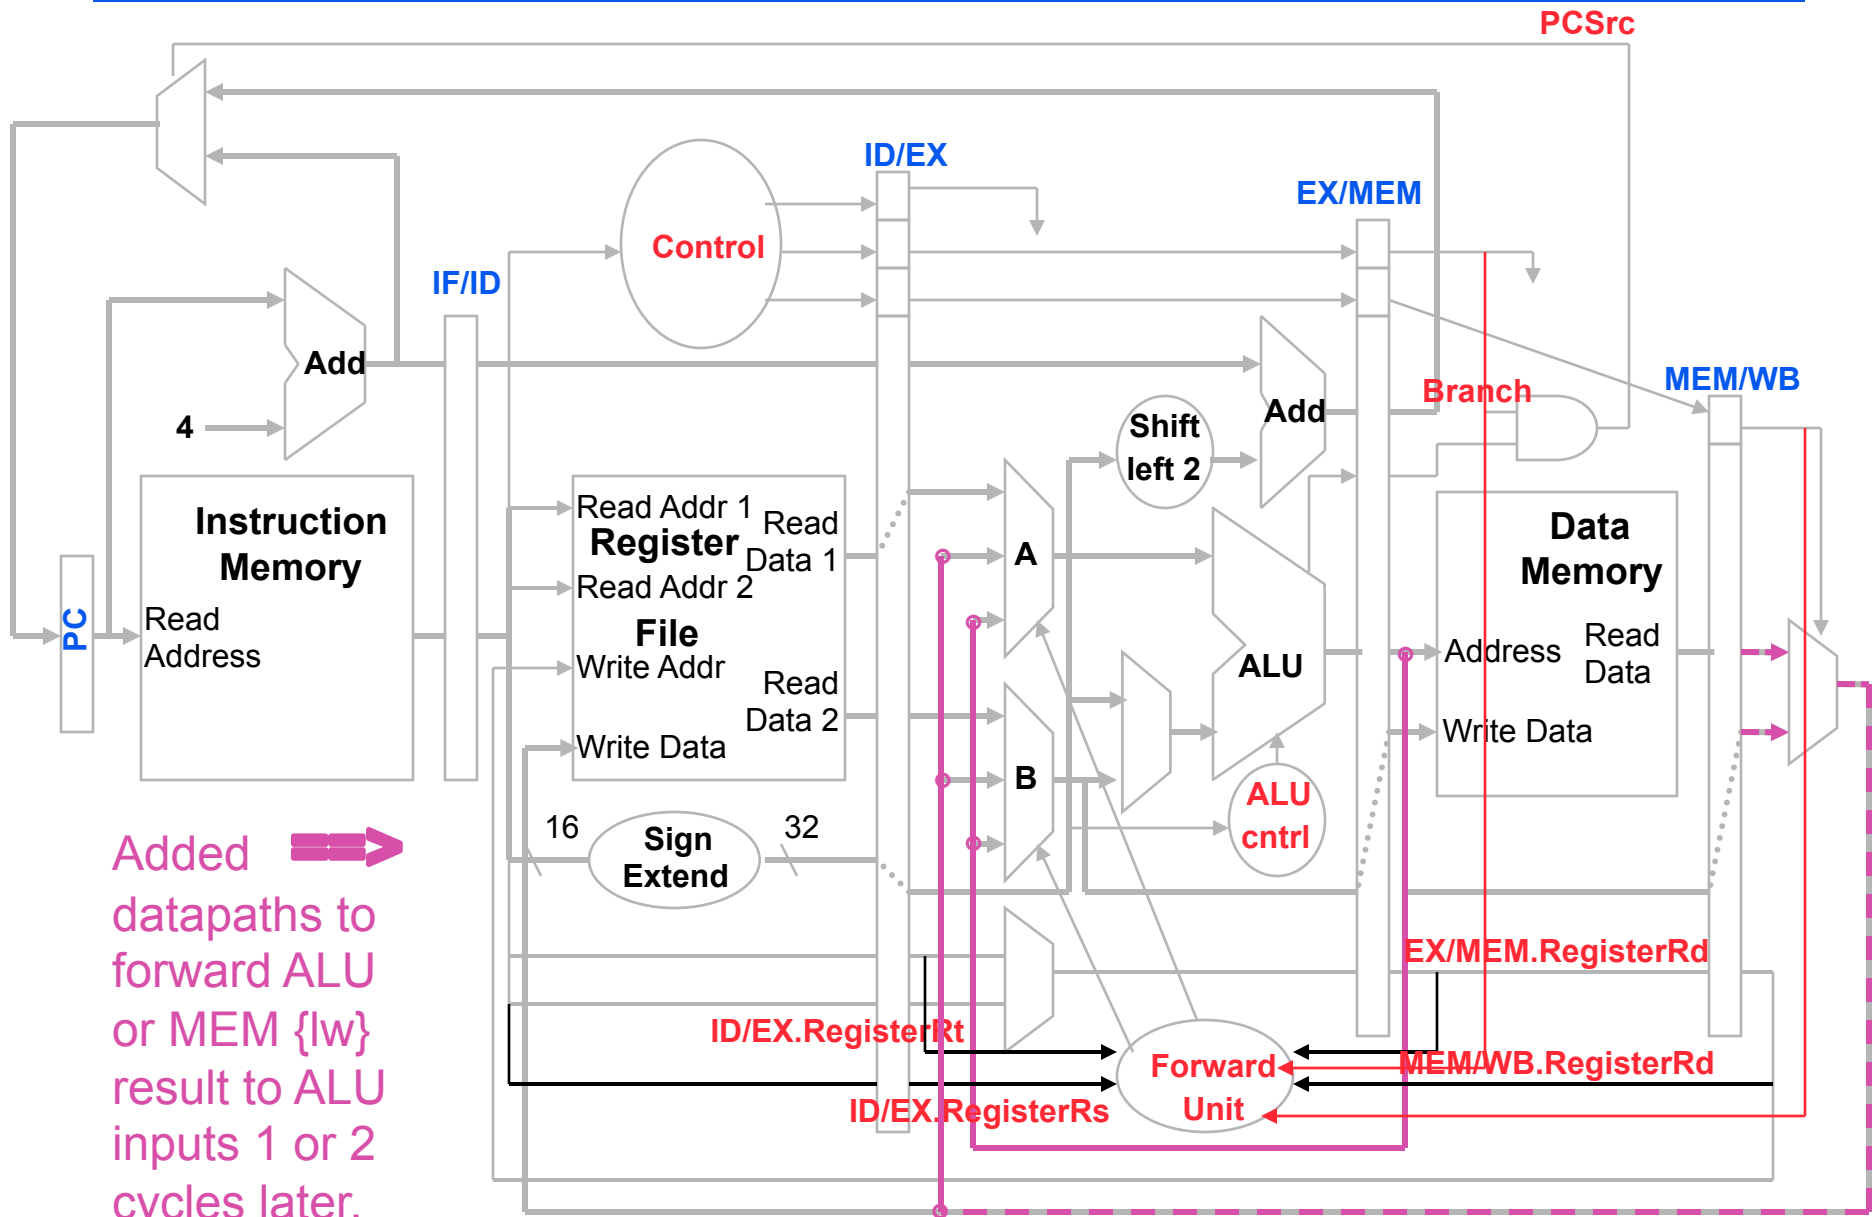 PCSrc
ID/EX
EX/MEM
Control
IF/ID
Add
MEM/WB
Branch
Add
4
Shift
left 2
Instruction
Memory
Read Addr 1
Register
Read
Data 1
Data
Memory
A
Read Addr 2
PC
Read
Address
File
Write Addr
Address
Read
Data
ALU
Read
Data 2
Write Data
Write Data
B
ALU
cntrl
16
Sign
Extend
32
Added
datapaths to
forward ALU
or MEM {lw}
result to ALU
inputs 1 or 2
cycles later.
EX/MEM.RegisterRd
ID/EX.RegisterRt
Forward
Unit
MEM/WB.RegisterRd
ID/EX.RegisterRs